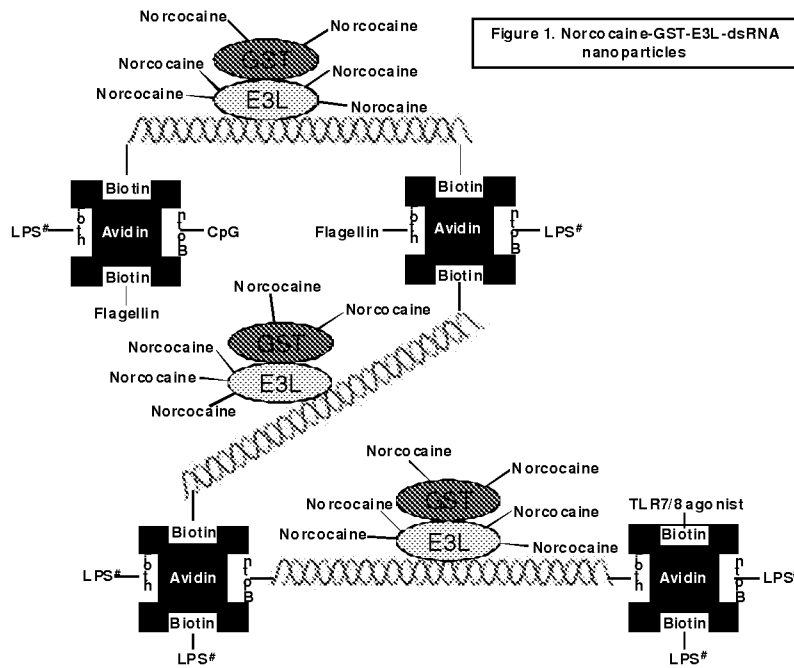 Figure 1. Norcocaine-GST-E3L-dsRNA
nanoparticles
Norcocaine
Norcocaine
GST
Norcocaine
Norcocaine
Norcocaine
E3L
Norocaine
Biotin
Biotin
LPS#
Avidin
CpG
Flagellin
Avidin
LPS#
Biotin
Biotin
Flagellin
Norcocaine
Norcocaine
GST
Norcocaine
Norcocaine
E3L
Norcocaine
Norcocaine
Norcocaine
GST
Norcocaine
Norcocaine
TLR7/8 agonist
Norcocaine
E3L
Norcocaine
Biotin
Biotin
LPS#
Avidin
Avidin
LPS#
Biotin
Biotin
LPS#
LPS#